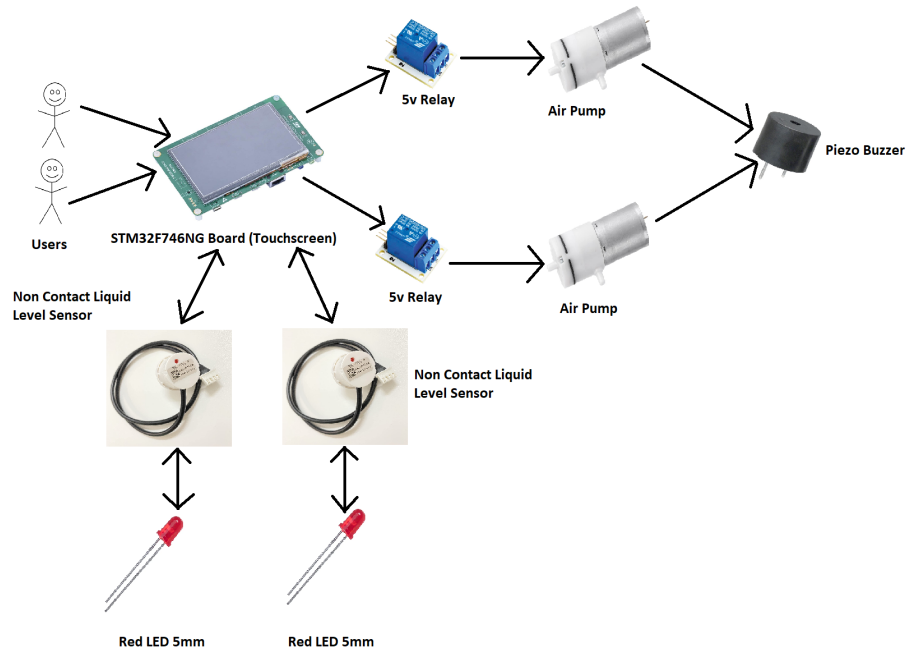 5v Relay
Air Pump
Piezo Buzzer
Users
STM32F746NG Board (Touchscreen)
5v Relay
Air Pump
Non Contact Liquid
Level Sensor
Non Contact Liquid
Level Sensor
Red LED 5mm
Red LED 5mm